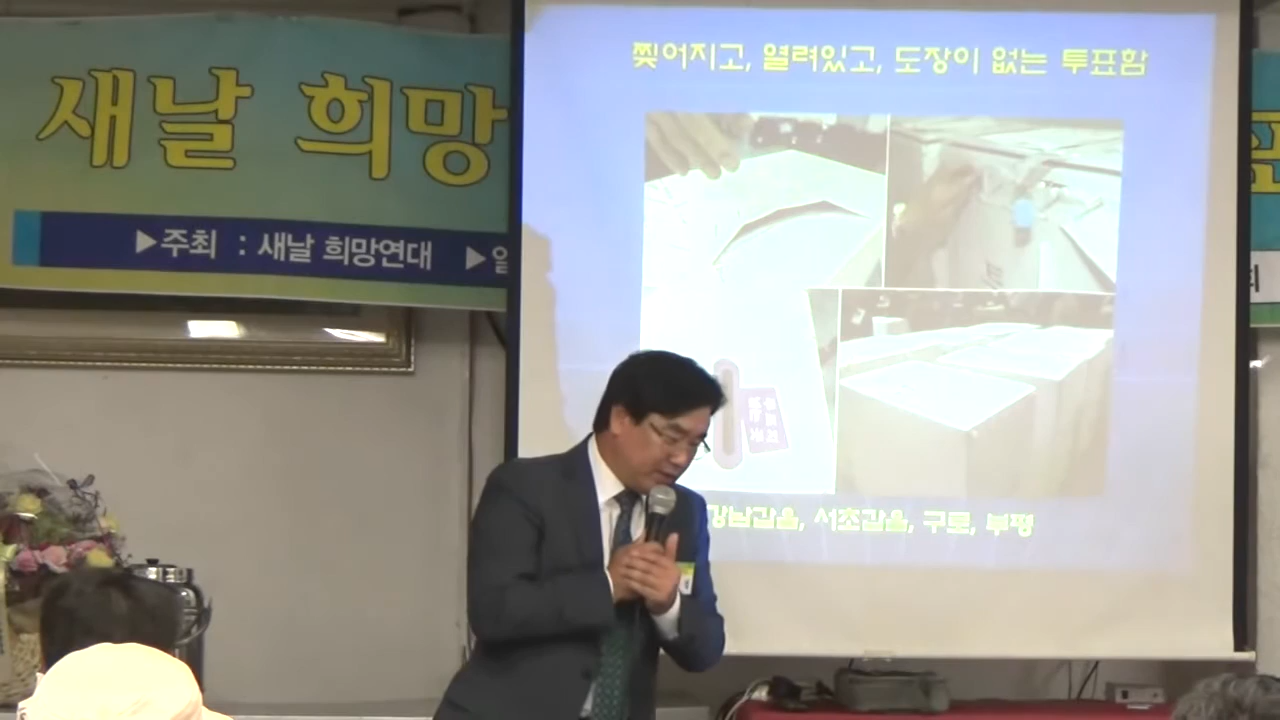 새날 희망
▶주최 : 새날 희망연대 ▶일
찢어지고, 열려있고, 도장이 없는 투표함
강남갑을, 서초갑을, 구로, 부평
회